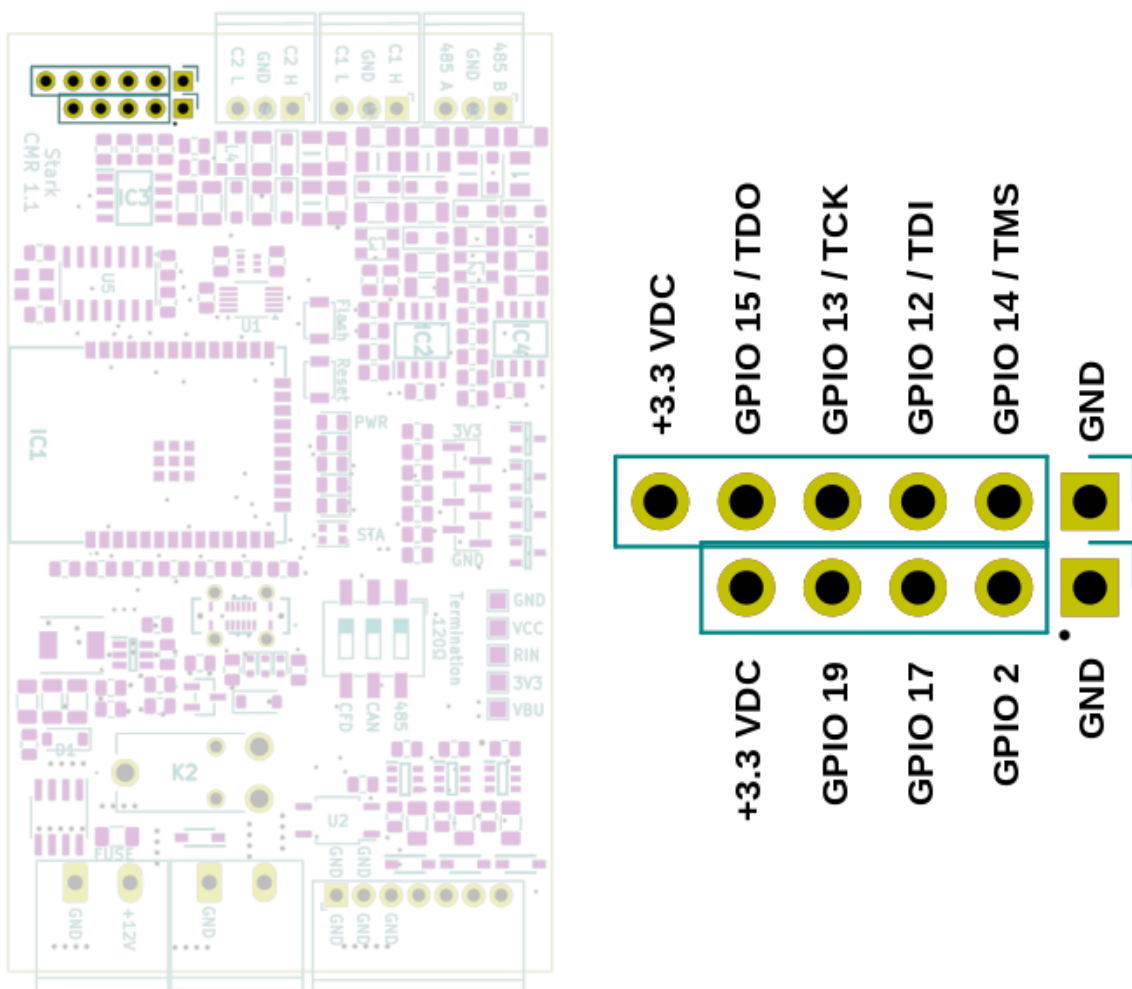 C2 L
GND
C2 H
C1 L
GND
C1 H
485 A
GND
485 B
Stark
CMR 1.1
IC3
L4
U5
U1
Flash
Reset
IC2
IC4
IC1
PWR
STA
3V3
GND
GND
VCC
RIN
3V3
VBU
Termination
120Ω
CFD
CAN
485
D1
K2
U2
FUSE
GND
+12V
GND
GND
GND
GND
GND
GND
+3.3 VDC
GPIO 15 / TDO
GPIO 13 / TCK
GPIO 12 / TDI
GPIO 14 / TMS
GND
+3.3 VDC
GPIO 19
GPIO 17
GPIO 2
GND